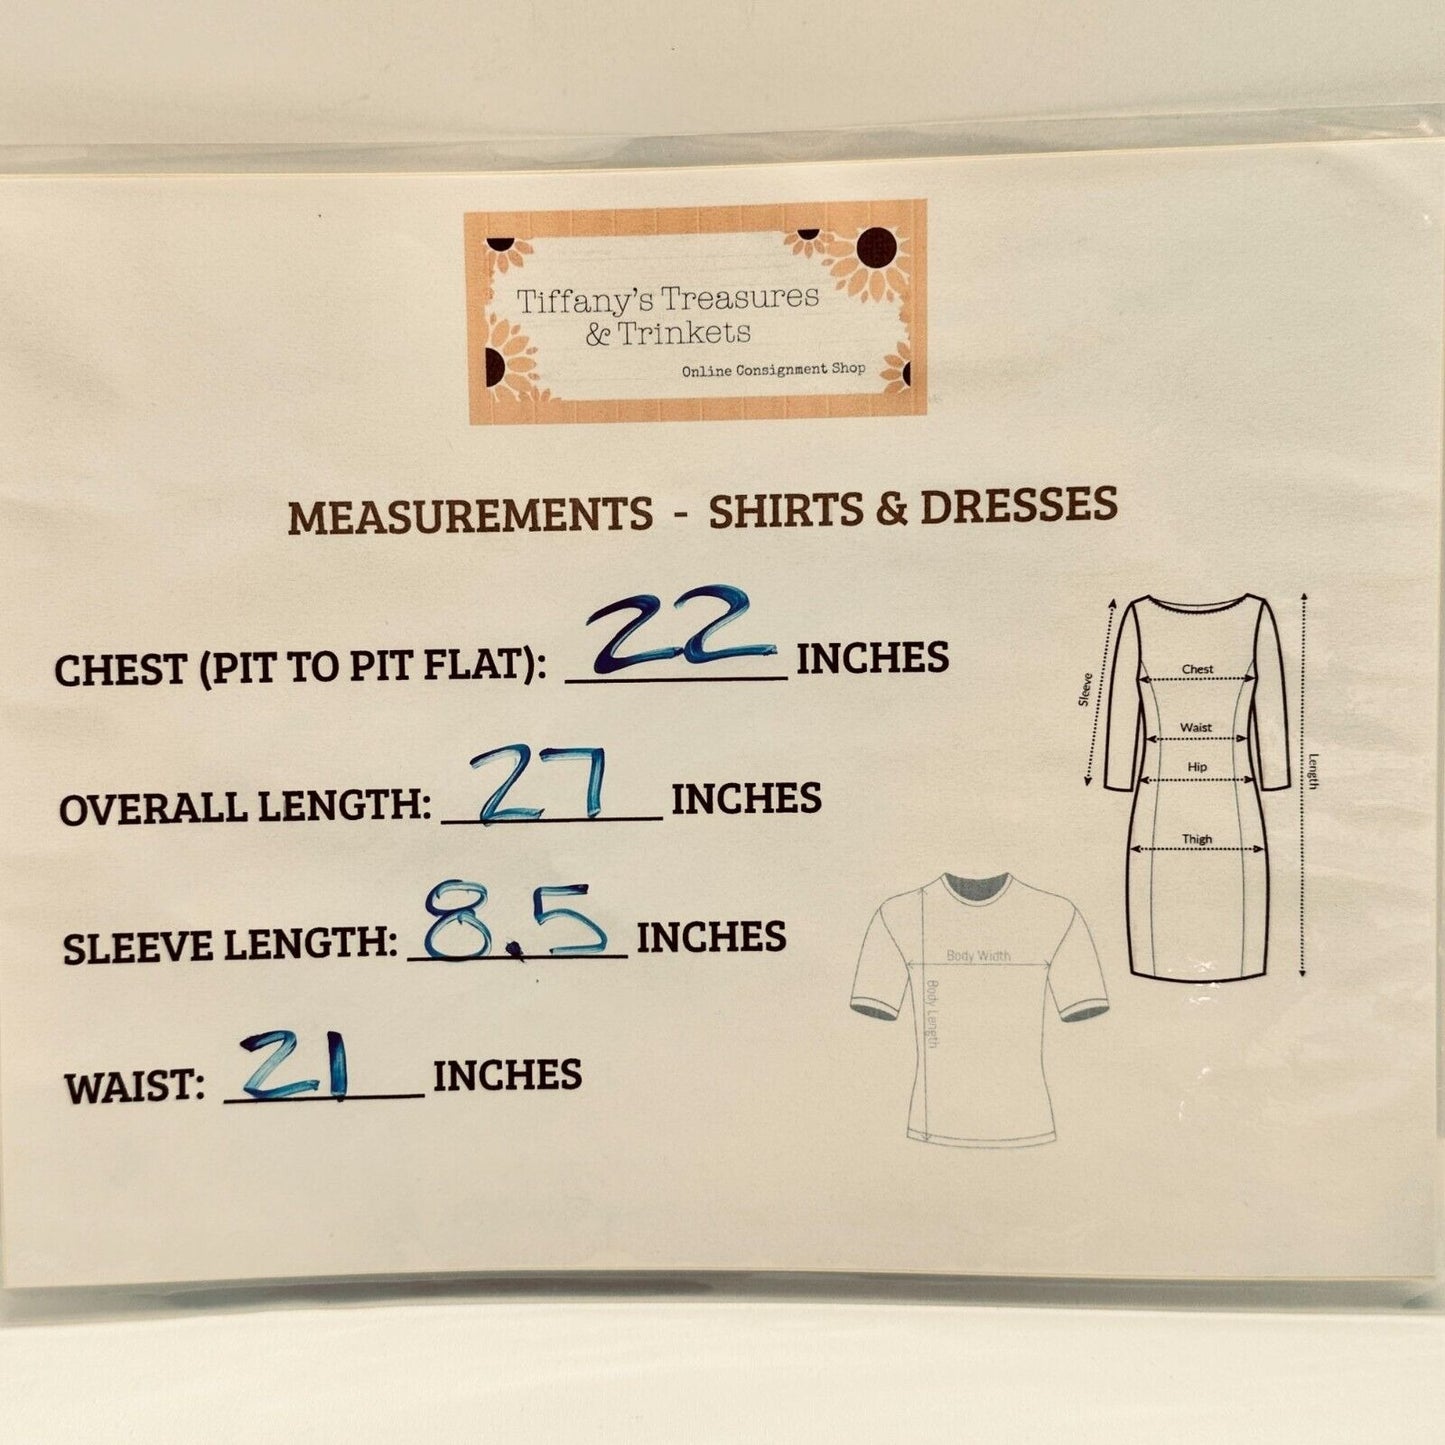 Tiffany's Treasures
& Trinkets
Online Consignment Shop
MEASUREMENTS - SHIRTS & DRESSES
CHEST (PIT TO PIT FLAT): 22 INCHES
OVERALL LENGTH: 27 INCHES
SLEEVE LENGTH: 8.5 INCHES
WAIST: 21 INCHES
Sleeve
Chest
Waist
Hip
Thigh
Length
Body Width
Body Length